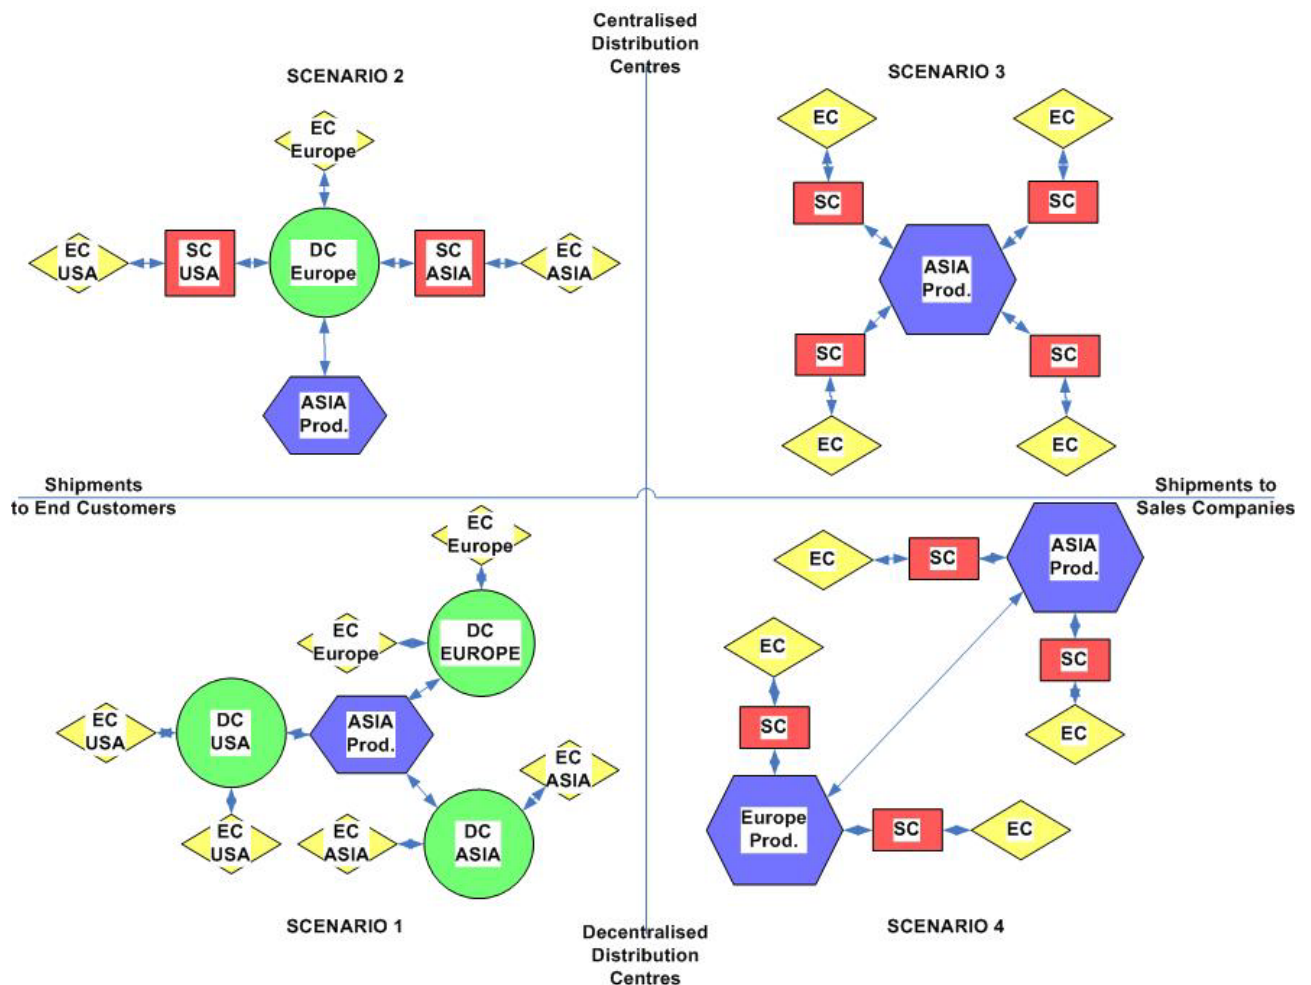 Centralised
Distribution
Centres
SCENARIO 2
EC
Europe
EC
USA
SC
USA
DC
Europe
SC
ASIA
EC
ASIA
ASIA
Prod.
SCENARIO 3
EC
EC
SC
SC
ASIA
Prod.
SC
SC
EC
EC
Shipments
to End Customers
Shipments to
Sales Companies
EC
Europe
EC
Europe
DC
EUROPE
EC
USA
DC
USA
ASIA
Prod.
EC
ASIA
EC
USA
EC
ASIA
DC
ASIA
SCENARIO 1
EC
SC
ASIA
Prod.
EC
SC
SC
EC
Europe
Prod.
SC
EC
SCENARIO 4
Decentralised
Distribution
Centres